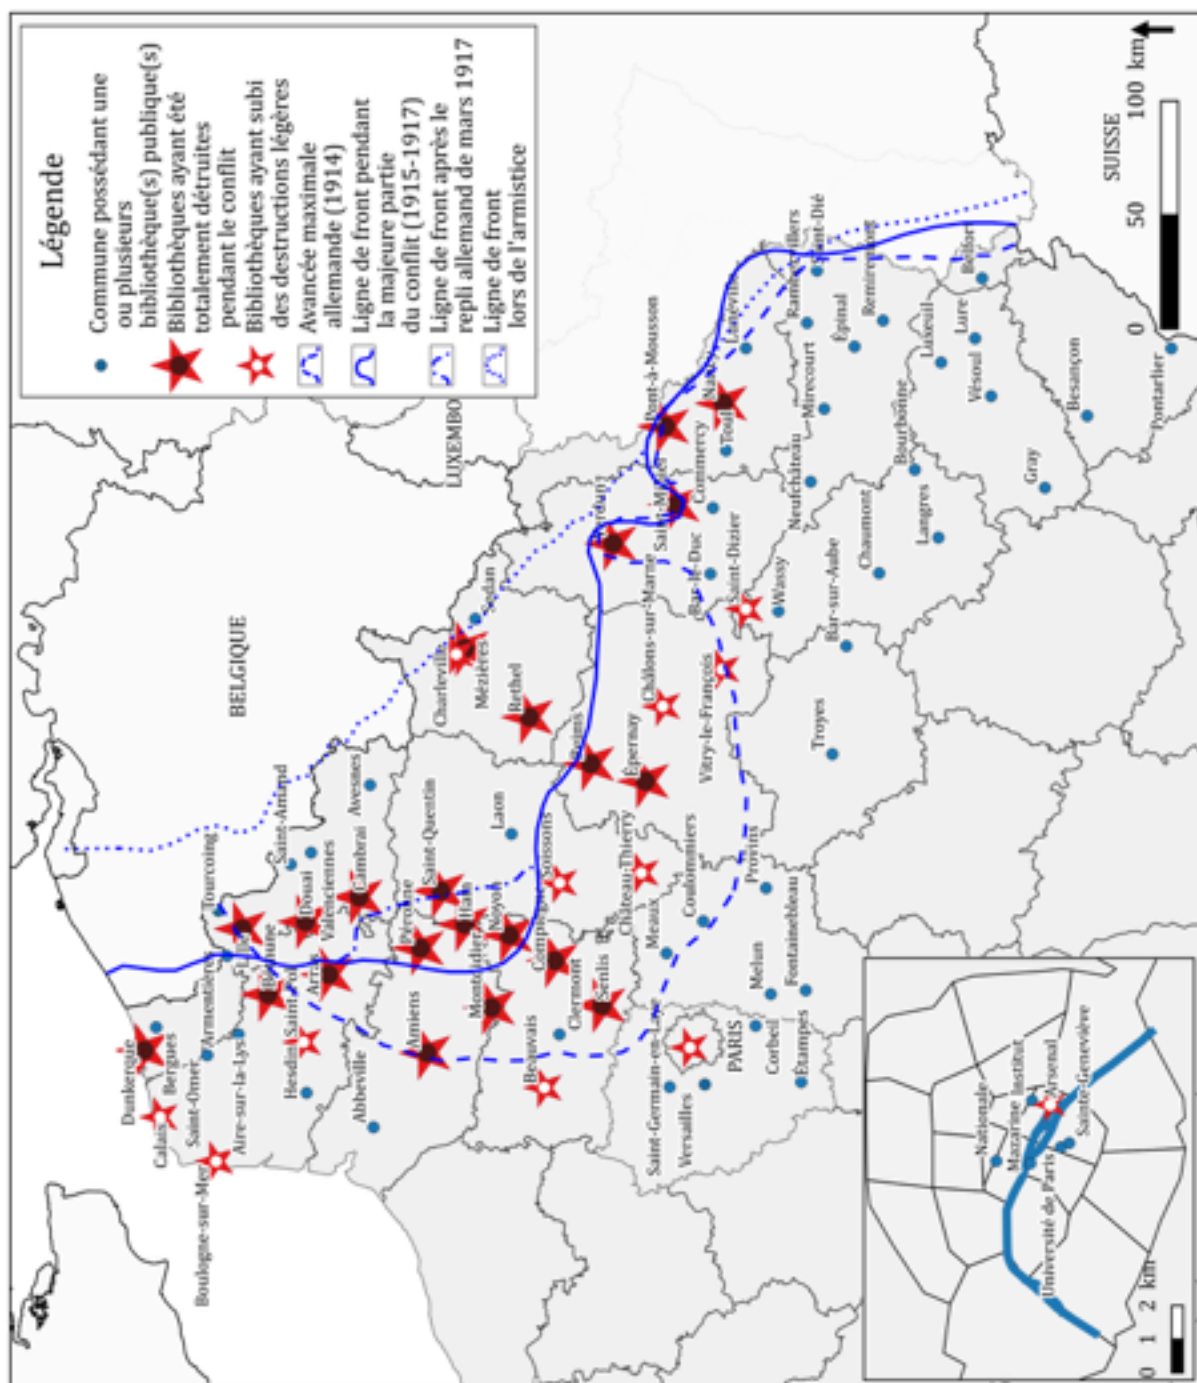 Légende
Commune possédant une
ou plusieurs
bibliothèque(s) publique(s)
Bibliothèques ayant été
totalement détruites
pendant le conflit
Bibliothèques ayant subi
des destructions légères
Avancée maximale
allemande (1914)
Ligne de front pendant
la majeure partie
du conflit (1915-1917)
Ligne de front après le
repli allemand de mars 1917
Ligne de front
lors de l'armistice
BELGIQUE
LUXEMBO
SUISSE
0 50 100 km
Dunkerque
Bergues
Calais
Saint-Omer
Aire-sur-la-Lys
Boulogne-sur-Mer
Armentières
Tourcoing
Saint-Amand
Douai
Valenciennes
Cambrai
Avesnes
Arras
Hesdin
Abbeville
Amiens
Péronne
Saint-Quentin
Ham
Noyon
Montdidier
Laon
Charleville
Mézières
Sedan
Rethel
Reims
Épernay
Soissons
Compiègne
Clermont
Senlis
Beauvais
Château-Thierry
Châlons-sur-Marne
Vitry-le-François
Saint-Dizier
Bar-le-Duc
Wassy
Commercy
Pont-à-Mousson
Toul
Meaux
Coulommiers
Provins
Saint-Germain-en-Laye
Versailles
PARIS
Corbeil
Melun
Fontainebleau
Étampes
Troyes
Bar-sur-Aube
Chaumont
Langres
Neufchâteau
Mirecourt
Épinal
Saint-Dié
Remiremont
Bourbonne
Luxeuil
Lure
Vésoul
Belfort
Gray
Besançon
Pontarlier
Nationale
Mazarine
Institut
Arsenal
Sainte-Geneviève
Université de Paris
0 1 2 km